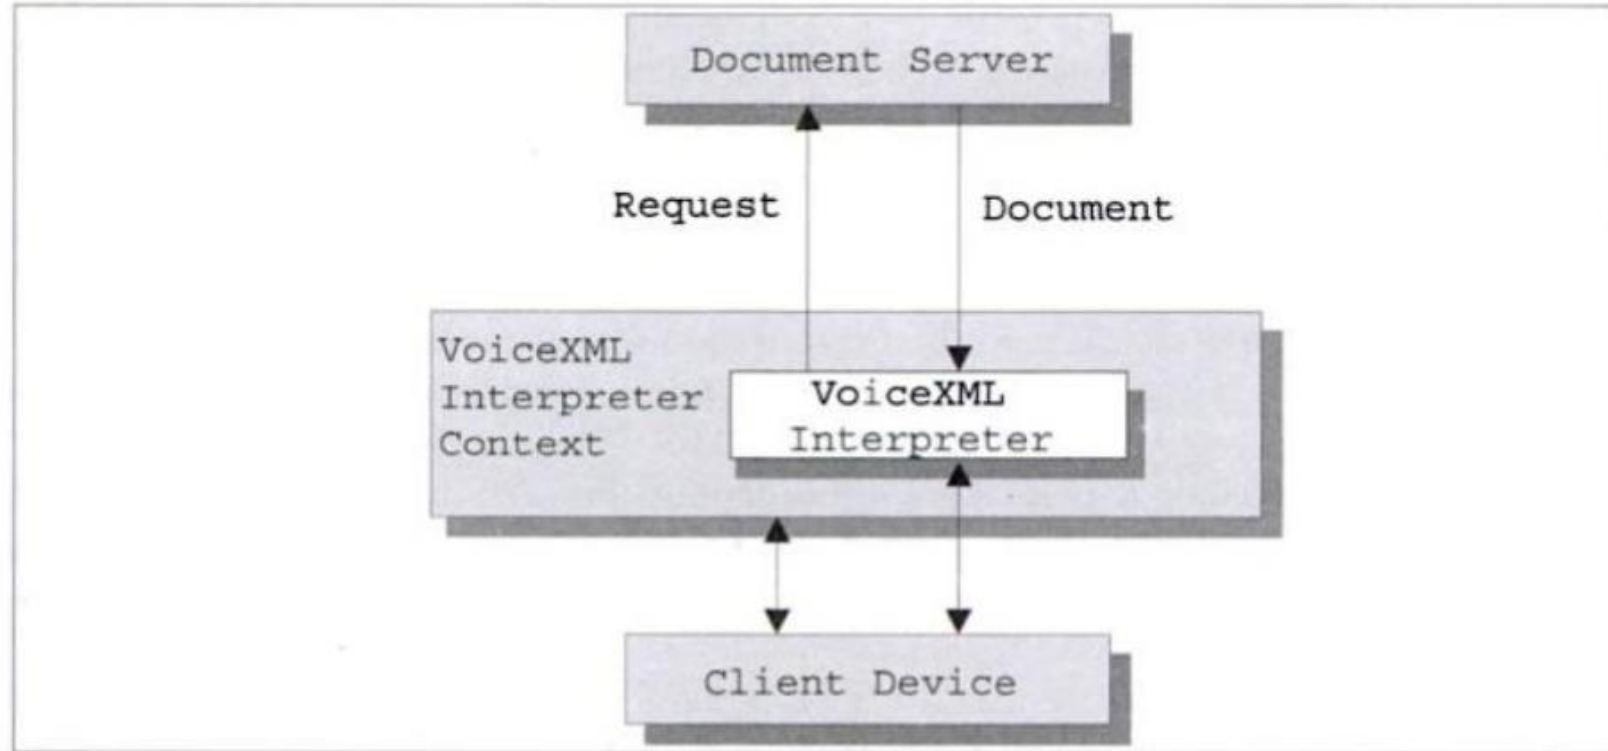 Document Server
Request
Document
VoiceXML
Interpreter
Context
VoiceXML
Interpreter
Client Device